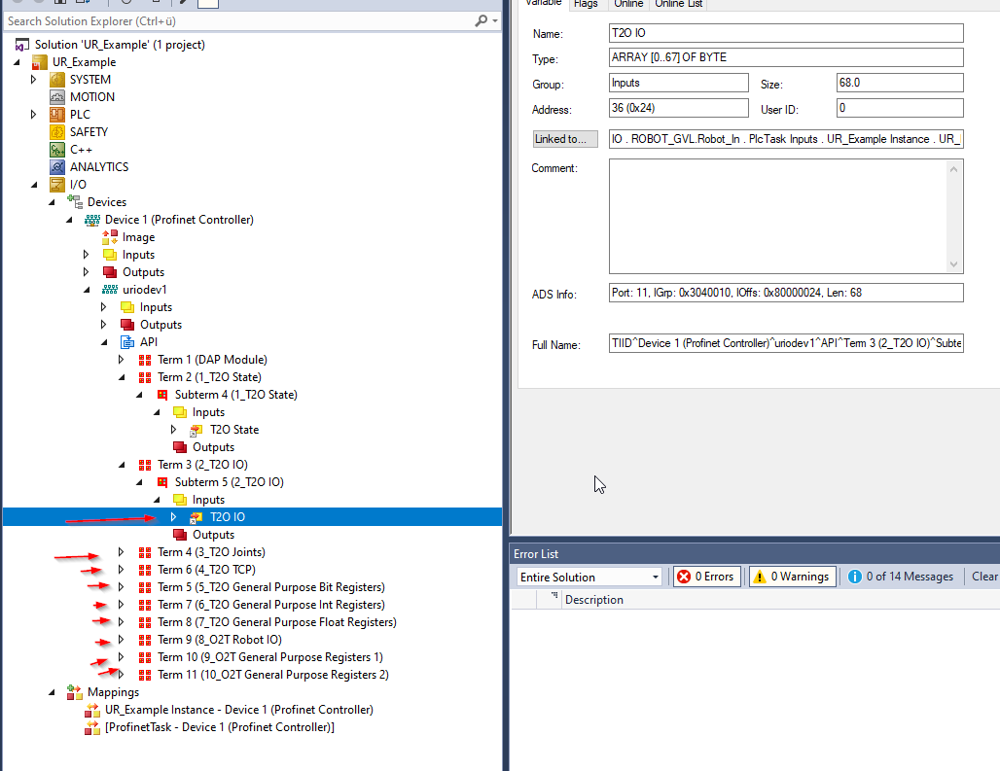 Search Solution Explorer (Ctrl+ü)
Solution 'UR_Example' (1 project)
UR_Example
SYSTEM
MOTION
PLC
SAFETY
C++
ANALYTICS
I/O
Devices
Device 1 (Profinet Controller)
Image
Inputs
Outputs
uriodev1
Inputs
Outputs
API
Term 1 (DAP Module)
Term 2 (1_T2O State)
Subterm 4 (1_T2O State)
Inputs
T2O State
Outputs
Term 3 (2_T2O IO)
Subterm 5 (2_T2O IO)
Inputs
T2O IO
Outputs
Term 4 (3_T2O Joints)
Term 6 (4_T2O TCP)
Term 5 (5_T2O General Purpose Bit Registers)
Term 7 (6_T2O General Purpose Int Registers)
Term 8 (7_T2O General Purpose Float Registers)
Term 9 (8_O2T Robot IO)
Term 10 (9_O2T General Purpose Registers 1)
Term 11 (10_O2T General Purpose Registers 2)
Mappings
UR_Example Instance - Device 1 (Profinet Controller)
[ProfinetTask - Device 1 (Profinet Controller)]
Variable Flags Online Online List
Name: T2O IO
Type: ARRAY [0..67] OF BYTE
Group: Inputs Size: 68.0
Address: 36 (0x24) User ID: 0
Linked to... IO . ROBOT_GVL.Robot_In . PlcTask Inputs . UR_Example Instance . UR_
Comment:
ADS Info: Port: 11, IGrp: 0x3040010, IOffs: 0x80000024, Len: 68
Full Name: TIID^Device 1 (Profinet Controller)^uriodev1^API^Term 3 (2_T2O IO)^Subte
Error List
Entire Solution 0 Errors 0 Warnings 0 of 14 Messages Clear
Description